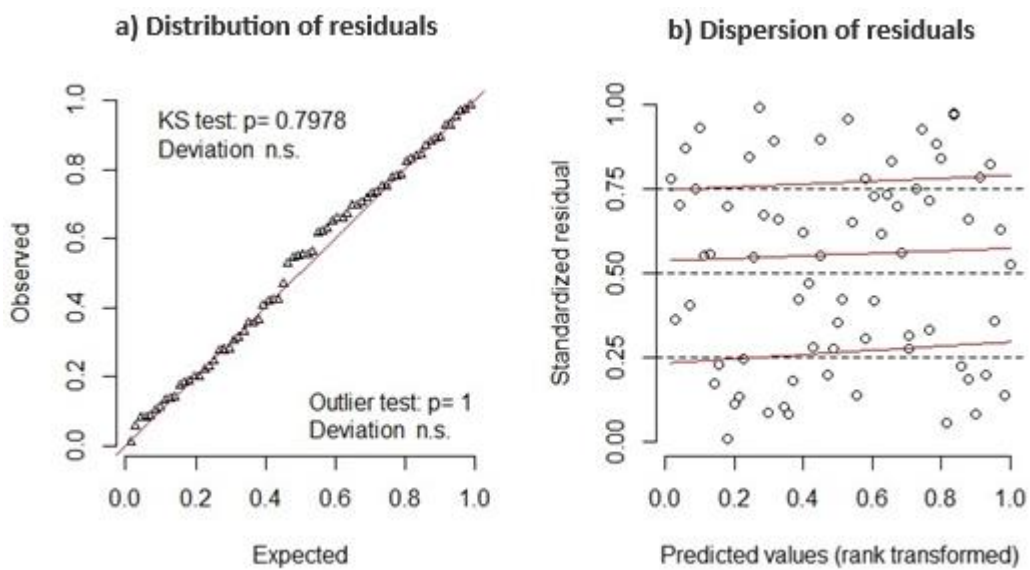 a) Distribution of residuals
KS test: p= 0.7978
Deviation n.s.
Outlier test: p= 1
Deviation n.s.
Observed
0.0 0.2 0.4 0.6 0.8 1.0
0.0 0.2 0.4 0.6 0.8 1.0
Expected
b) Dispersion of residuals
Standardized residual
0.00 0.25 0.50 0.75 1.00
0.0 0.2 0.4 0.6 0.8 1.0
Predicted values (rank transformed)